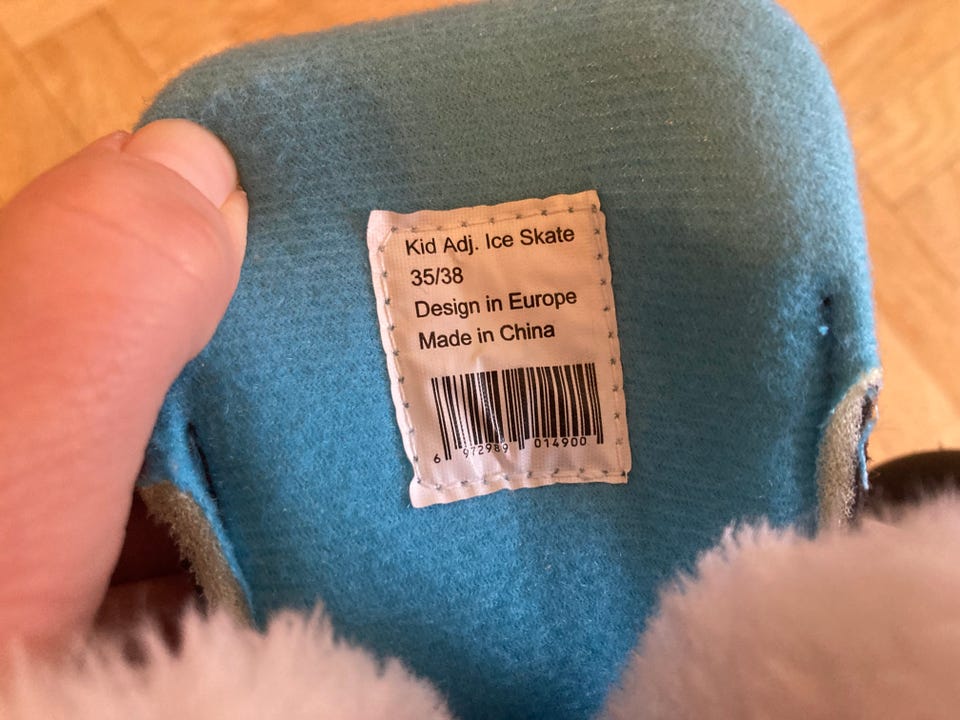 Kid Adj. Ice Skate
35/38
Design in Europe
Made in China
6 972989 014900